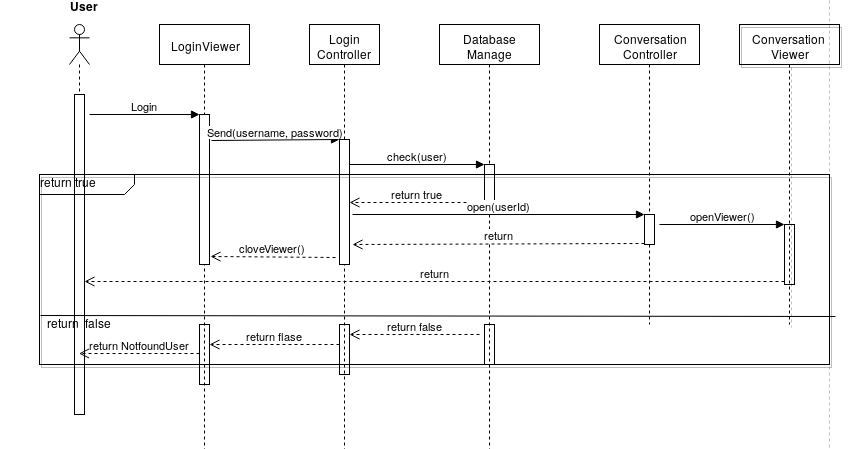 User
LoginViewer
Login
Controller
Database
Manage
Conversation
Controller
Conversation
Viewer
Login
Send(username, password)
check(user)
return true
return true
open(userId)
openViewer()
return
cloveViewer()
return
return false
return false
return flase
return NotfoundUser